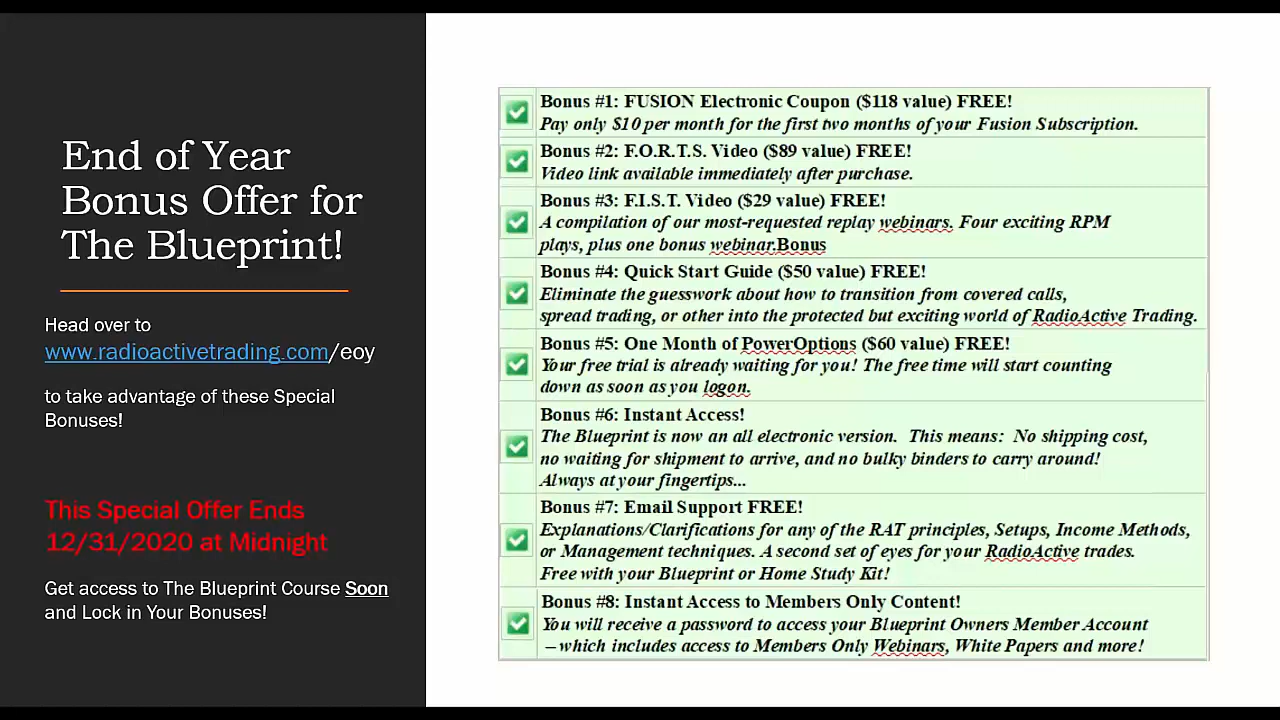 End of Year
Bonus Offer for
The Blueprint!
Head over to
www.radioactivetrading.com/eoy
to take advantage of these Special
Bonuses!
This Special Offer Ends
12/31/2020 at Midnight
Get access to The Blueprint Course Soon
and Lock in Your Bonuses!
Bonus #1: FUSION Electronic Coupon ($118 value) FREE!
Pay only $10 per month for the first two months of your Fusion Subscription.
Bonus #2: F.O.R.T.S. Video ($89 value) FREE!
Video link available immediately after purchase.
Bonus #3: F.I.S.T. Video ($29 value) FREE!
A compilation of our most-requested replay webinars. Four exciting RPM
plays, plus one bonus webinar.Bonus
Bonus #4: Quick Start Guide ($50 value) FREE!
Eliminate the guesswork about how to transition from covered calls,
spread trading, or other into the protected but exciting world of RadioActive Trading.
Bonus #5: One Month of PowerOptions ($60 value) FREE!
Your free trial is already waiting for you! The free time will start counting
down as soon as you logon.
Bonus #6: Instant Access!
The Blueprint is now an all electronic version.  This means:  No shipping cost,
no waiting for shipment to arrive, and no bulky binders to carry around!
Always at your fingertips...
Bonus #7: Email Support FREE!
Explanations/Clarifications for any of the RAT principles, Setups, Income Methods,
or Management techniques. A second set of eyes for your RadioActive trades.
Free with your Blueprint or Home Study Kit!
Bonus #8: Instant Access to Members Only Content!
You will receive a password to access your Blueprint Owners Member Account
– which includes access to Members Only Webinars, White Papers and more!